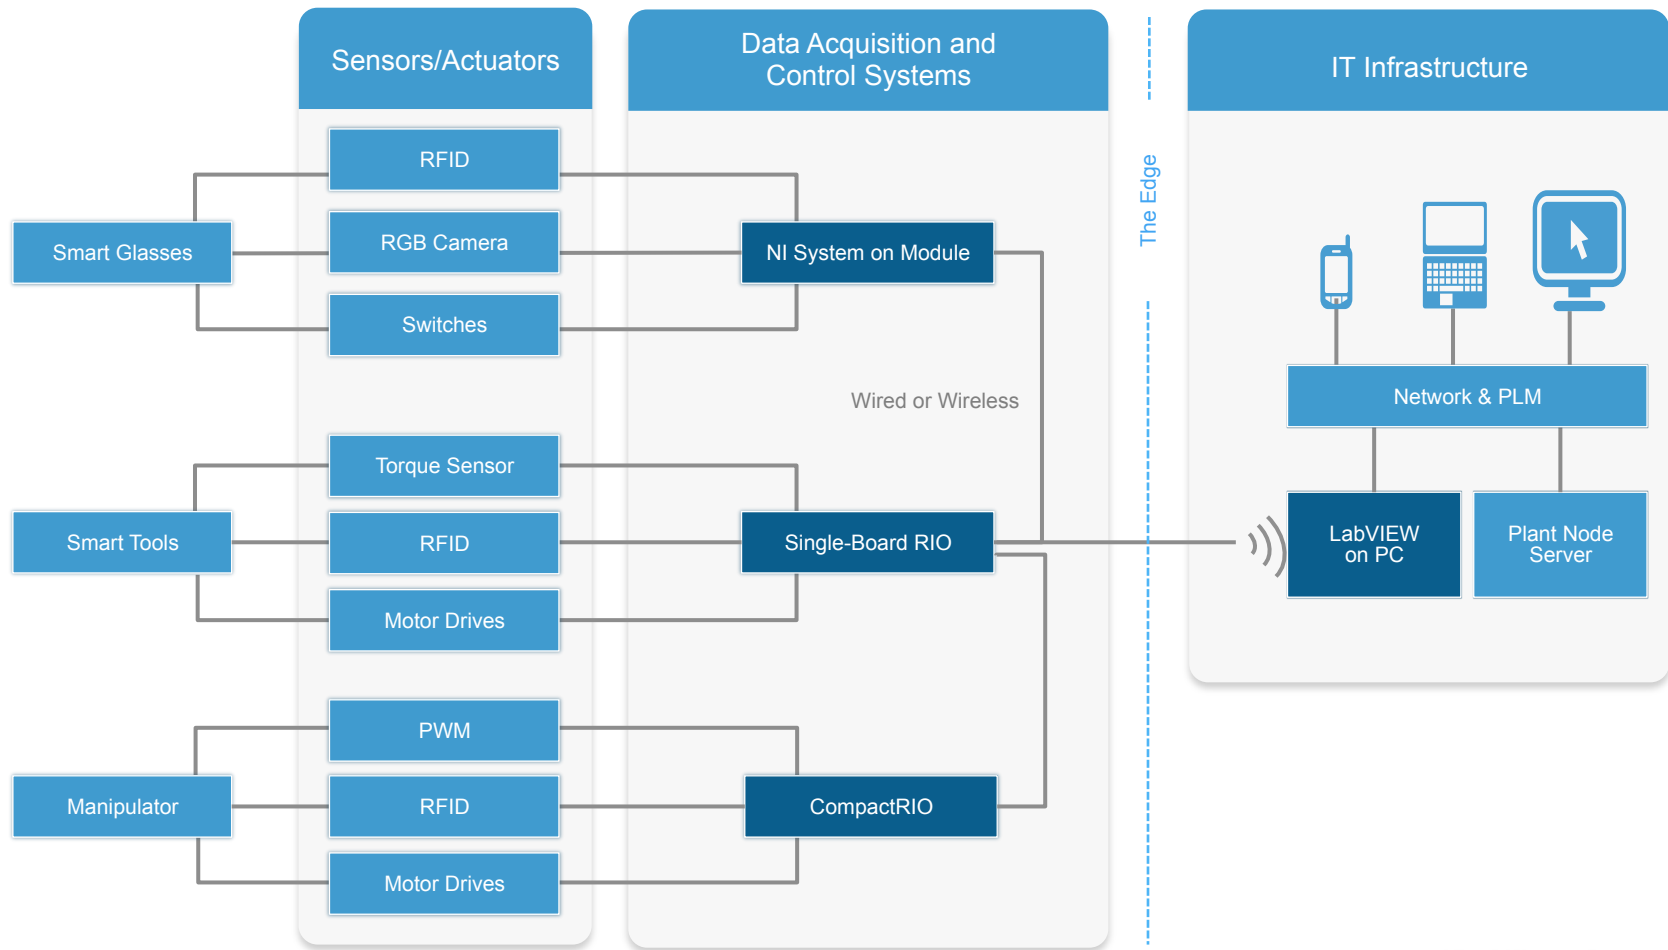 Sensors/Actuators
Data Acquisition and
Control Systems
IT Infrastructure
The Edge
Smart Glasses
RFID
RGB Camera
Switches
NI System on Module
Wired or Wireless
Smart Tools
Torque Sensor
RFID
Motor Drives
Single-Board RIO
Manipulator
PWM
RFID
Motor Drives
CompactRIO
Network & PLM
LabVIEW
on PC
Plant Node
Server